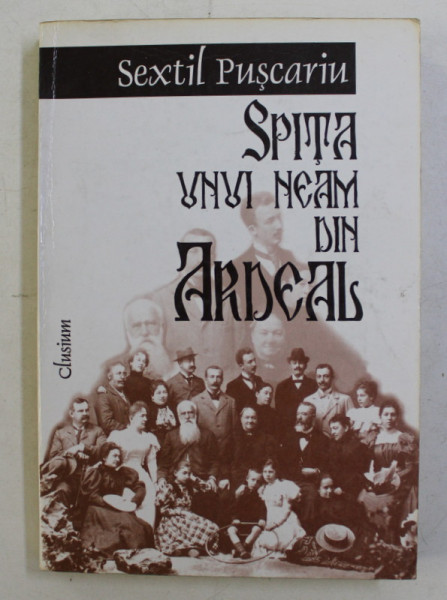 Sextil Pușcariu
SPIȚA
UNUI NEAM
DIN
ARDEAL
clusium